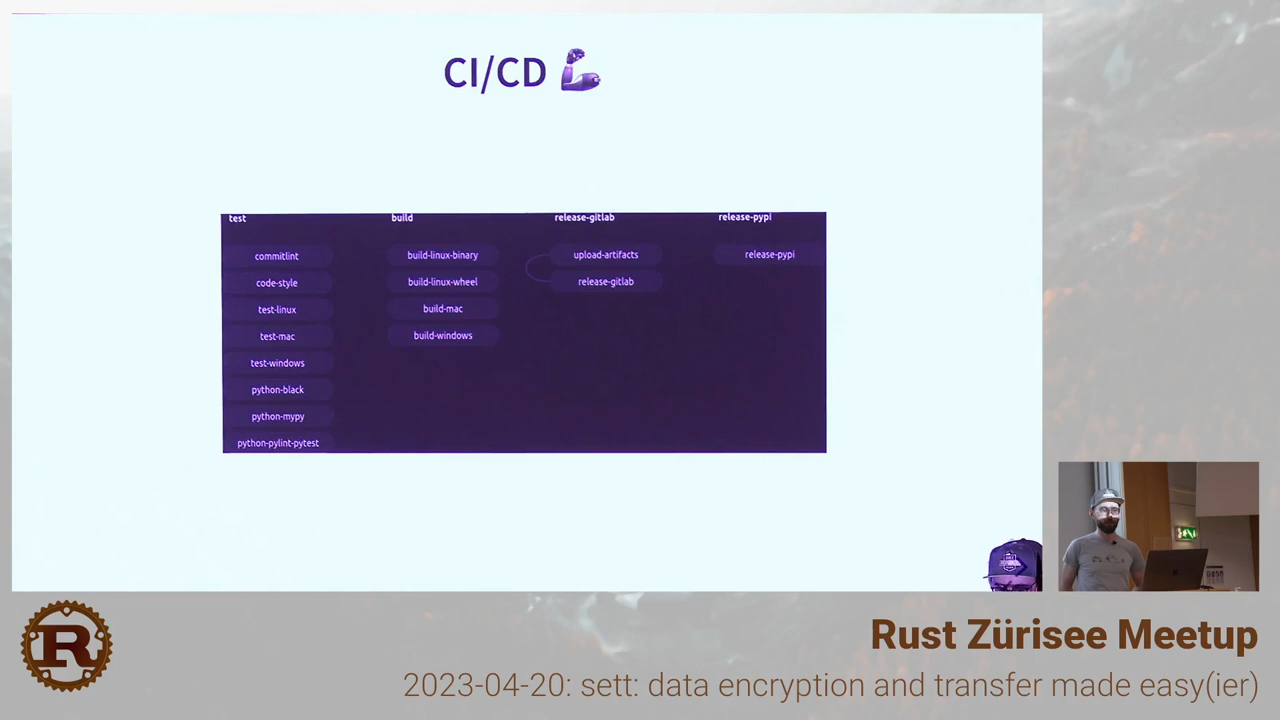 CI/CD
test
commitlint
code-style
test-linux
test-mac
test-windows
python-black
python-mypy
python-pylint-pytest
build
build-linux-binary
build-linux-wheel
build-mac
build-windows
release-gitlab
upload-artifacts
release-gitlab
release-pypi
release-pypi
R
Rust Zürisee Meetup
2023-04-20: sett: data encryption and transfer made easy(ier)